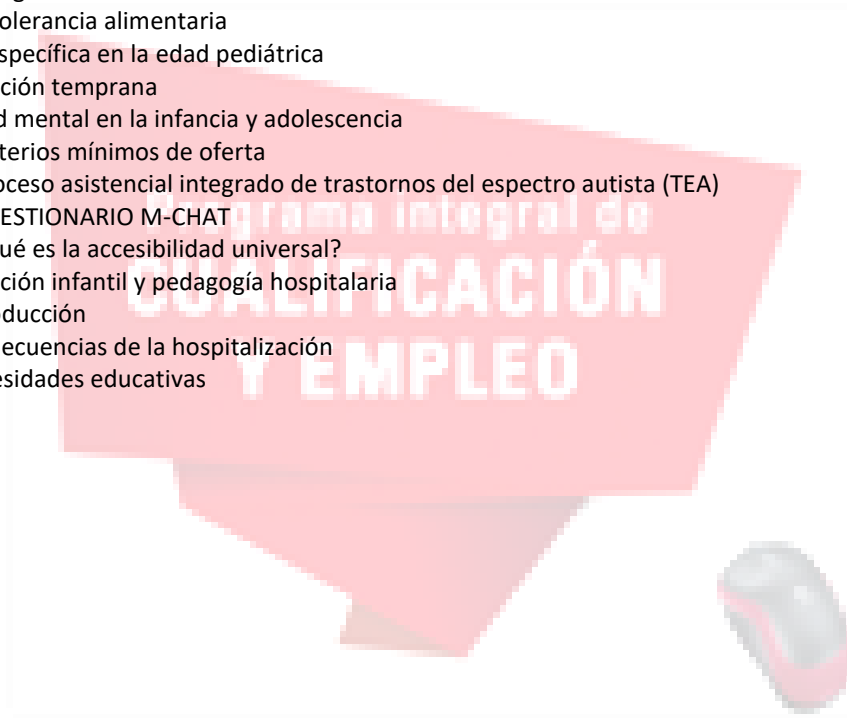 olerancia alimentaria
specífica en la edad pediátrica
ción temprana
d mental en la infancia y adolescencia
terios mínimos de oferta
oceso asistencial integrado de trastornos del espectro autista (TEA)
ESTIONARIO M-CHAT
ué es la accesibilidad universal?
ción infantil y pedagogía hospitalaria
oducción
ecuencias de la hospitalización
esidades educativas
Programa integral de
CUALIFICACIÓN
Y EMPLEO